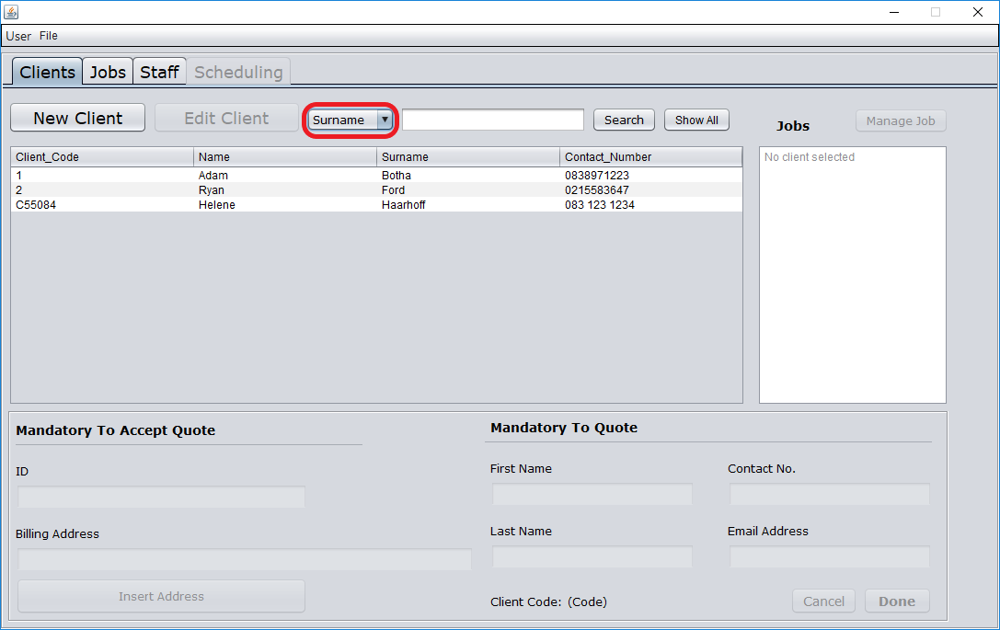 User File
Clients Jobs Staff Scheduling
New Client Edit Client Surname Search Show All Jobs Manage Job
Client_Code Name Surname Contact_Number No client selected
1 Adam Botha 0838971223
2 Ryan Ford 0215583647
C55084 Helene Haarhoff 083 123 1234
Mandatory To Accept Quote Mandatory To Quote
ID First Name Contact No.
Billing Address Last Name Email Address
Insert Address Client Code: (Code) Cancel Done